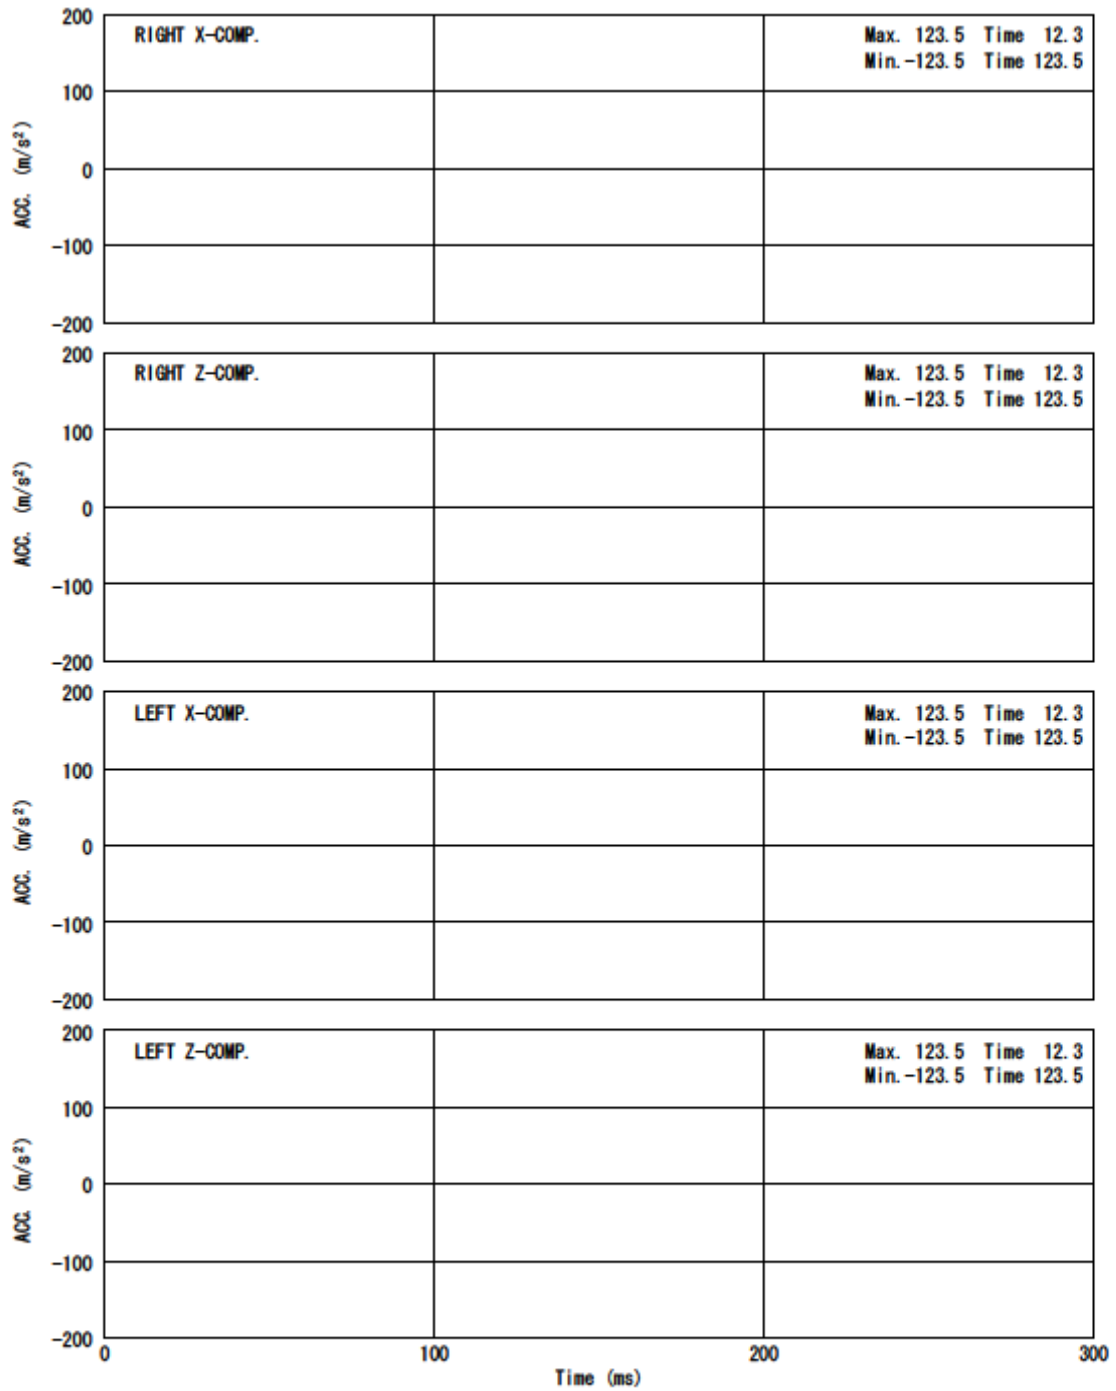 200
RIGHT X-COMP.
Max. 123.5 Time 12.3
Min.-123.5 Time 123.5
100
ACC. (m/s²)
0
-100
-200
200
RIGHT Z-COMP.
Max. 123.5 Time 12.3
Min.-123.5 Time 123.5
100
ACC. (m/s²)
0
-100
-200
200
LEFT X-COMP.
Max. 123.5 Time 12.3
Min.-123.5 Time 123.5
100
ACC. (m/s²)
0
-100
-200
200
LEFT Z-COMP.
Max. 123.5 Time 12.3
Min.-123.5 Time 123.5
100
ACC. (m/s²)
0
-100
-200
0 100 200 300
Time (ms)